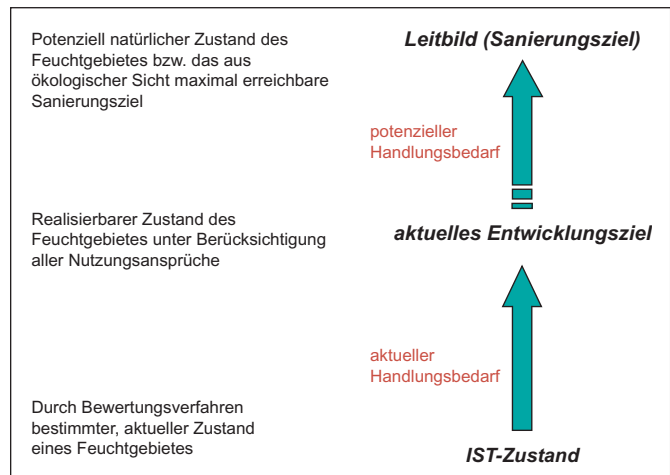 Potenziell natürlicher Zustand des
Feuchtgebietes bzw. das aus
ökologischer Sicht maximal erreichbare
Sanierungsziel
Leitbild (Sanierungsziel)
potenzieller
Handlungsbedarf
Realisierbarer Zustand des
Feuchtgebietes unter Berücksichtigung
aller Nutzungsansprüche
aktuelles Entwicklungsziel
aktueller
Handlungsbedarf
Durch Bewertungsverfahren
bestimmter, aktueller Zustand
eines Feuchtgebietes
IST-Zustand